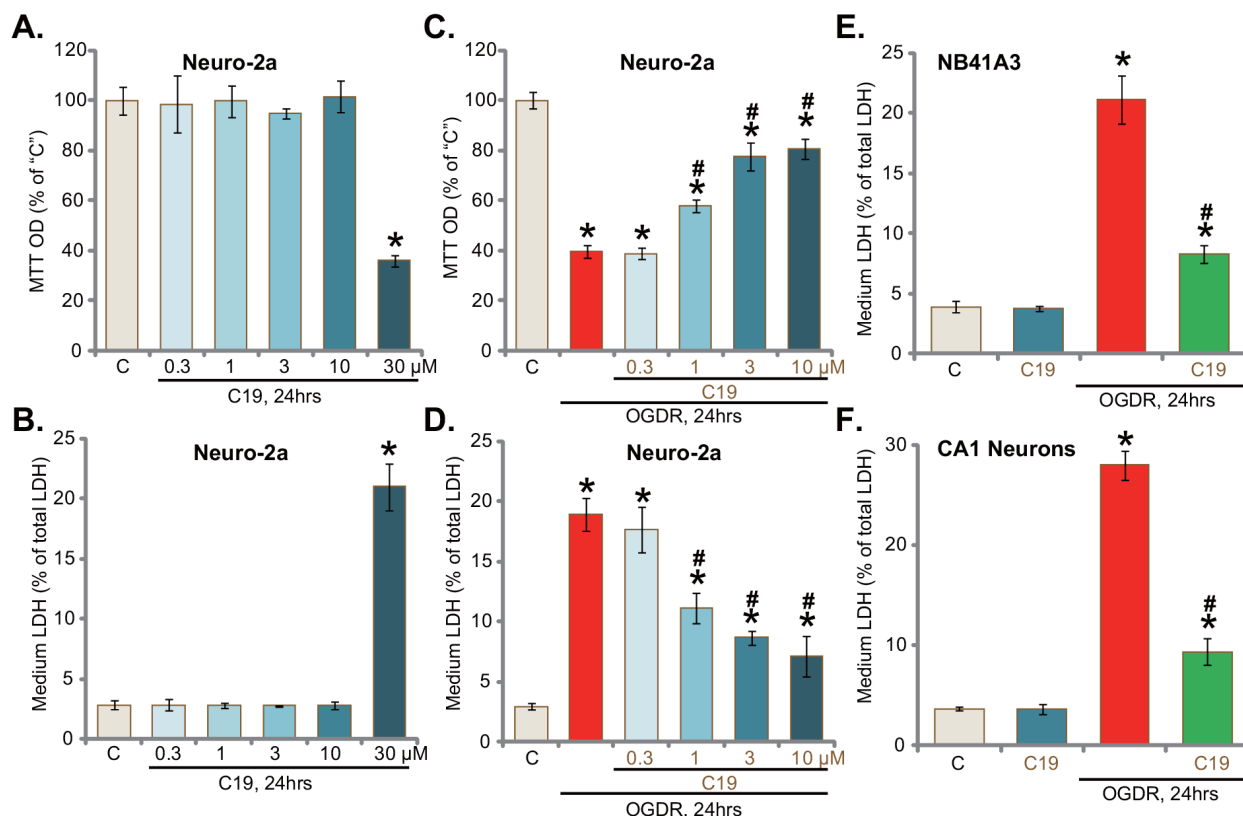 A.
Neuro-2a
MTT OD (% of “C”)
120
100
80
60
40
20
0
*
C
0.3
1
3
10
30 µM
C19, 24hrs
B.
Neuro-2a
Medium LDH (% of total LDH)
25
20
15
10
5
0
*
C
0.3
1
3
10
30 µM
C19, 24hrs
C.
Neuro-2a
MTT OD (% of “C”)
120
100
80
60
40
20
0
*
*
#
*
#
*
#
*
C
0.3
1
3
10 µM
C19
OGDR, 24hrs
D.
Neuro-2a
Medium LDH (% of total LDH)
25
20
15
10
5
0
*
*
#
*
#
*
#
*
C
0.3
1
3
10 µM
C19
OGDR, 24hrs
E.
NB41A3
Medium LDH (% of total LDH)
25
20
15
10
5
0
*
#
*
C
C19
C19
OGDR, 24hrs
F.
CA1 Neurons
Medium LDH (% of total LDH)
30
20
10
0
*
#
*
C
C19
C19
OGDR, 24hrs